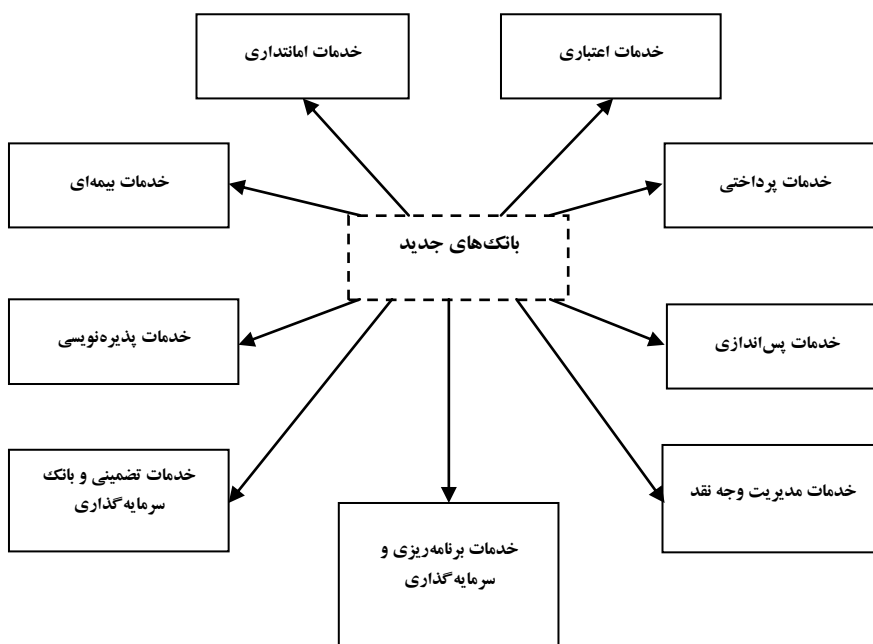 خدمات اعتباری
خدمات امانتداری
خدمات پرداختی
خدمات بیمه‌ای
بانک‌های جدید
خدمات پس‌اندازی
خدمات پذیره‌نویسی
خدمات مدیریت وجه نقد
خدمات تضمینی و بانک
سرمایه‌گذاری
خدمات برنامه‌ریزی و
سرمایه‌گذاری